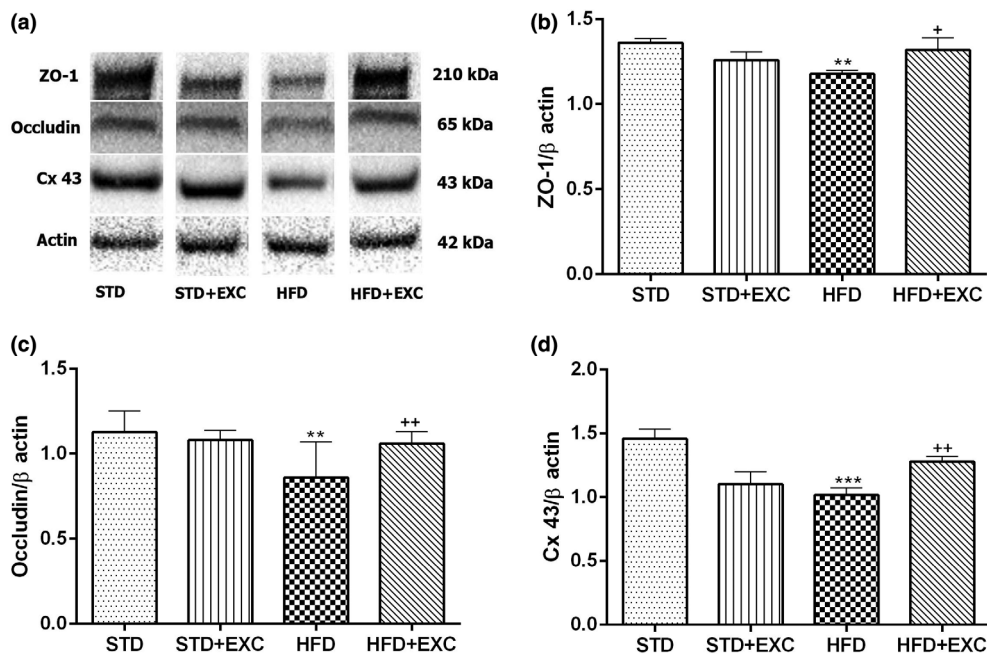 (a)
ZO-1 210 kDa
Occludin 65 kDa
Cx 43 43 kDa
Actin 42 kDa
STD STD+EXC HFD HFD+EXC
(b)
ZO-1/β actin
1.5
1.0
0.5
0.0
** +
STD STD+EXC HFD HFD+EXC
(c)
Occludin/β actin
1.5
1.0
0.5
0.0
** ++
STD STD+EXC HFD HFD+EXC
(d)
Cx 43/β actin
2.0
1.5
1.0
0.5
0.0
*** ++
STD STD+EXC HFD HFD+EXC